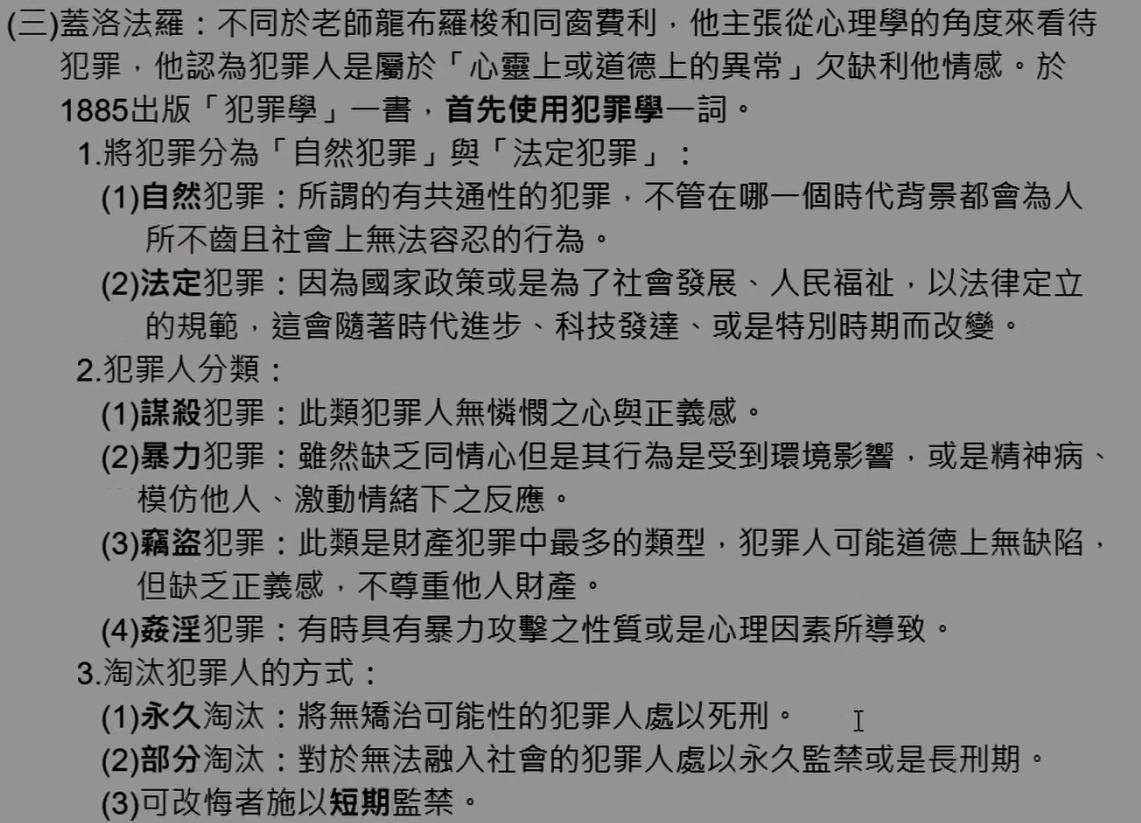 (三)蓋洛法羅：不同於老師龍布羅梭和同窗費利，他主張從心理學的角度來看待
犯罪，他認為犯罪人是屬於「心靈上或道德上的異常」欠缺利他情感。於
1885出版「犯罪學」一書，首先使用犯罪學一詞。
1.將犯罪分為「自然犯罪」與「法定犯罪」：
(1)自然犯罪：所謂的有共通性的犯罪，不管在哪一個時代背景都會為人
所不齒且社會上無法容忍的行為。
(2)法定犯罪：因為國家政策或是為了社會發展、人民福祉，以法律定立
的規範，這會隨著時代進步、科技發達、或是特別時期而改變。
2.犯罪人分類：
(1)謀殺犯罪：此類犯罪人無憐憫之心與正義感。
(2)暴力犯罪：雖然缺乏同情心但是其行為是受到環境影響，或是精神病、
模仿他人、激動情緒下之反應。
(3)竊盜犯罪：此類是財產犯罪中最多的類型，犯罪人可能道德上無缺陷，
但缺乏正義感，不尊重他人財產。
(4)姦淫犯罪：有時具有暴力攻擊之性質或是心理因素所導致。
3.淘汰犯罪人的方式：
(1)永久淘汰：將無矯治可能性的犯罪人處以死刑。
(2)部分淘汰：對於無法融入社會的犯罪人處以永久監禁或是長刑期。
(3)可改悔者施以短期監禁。